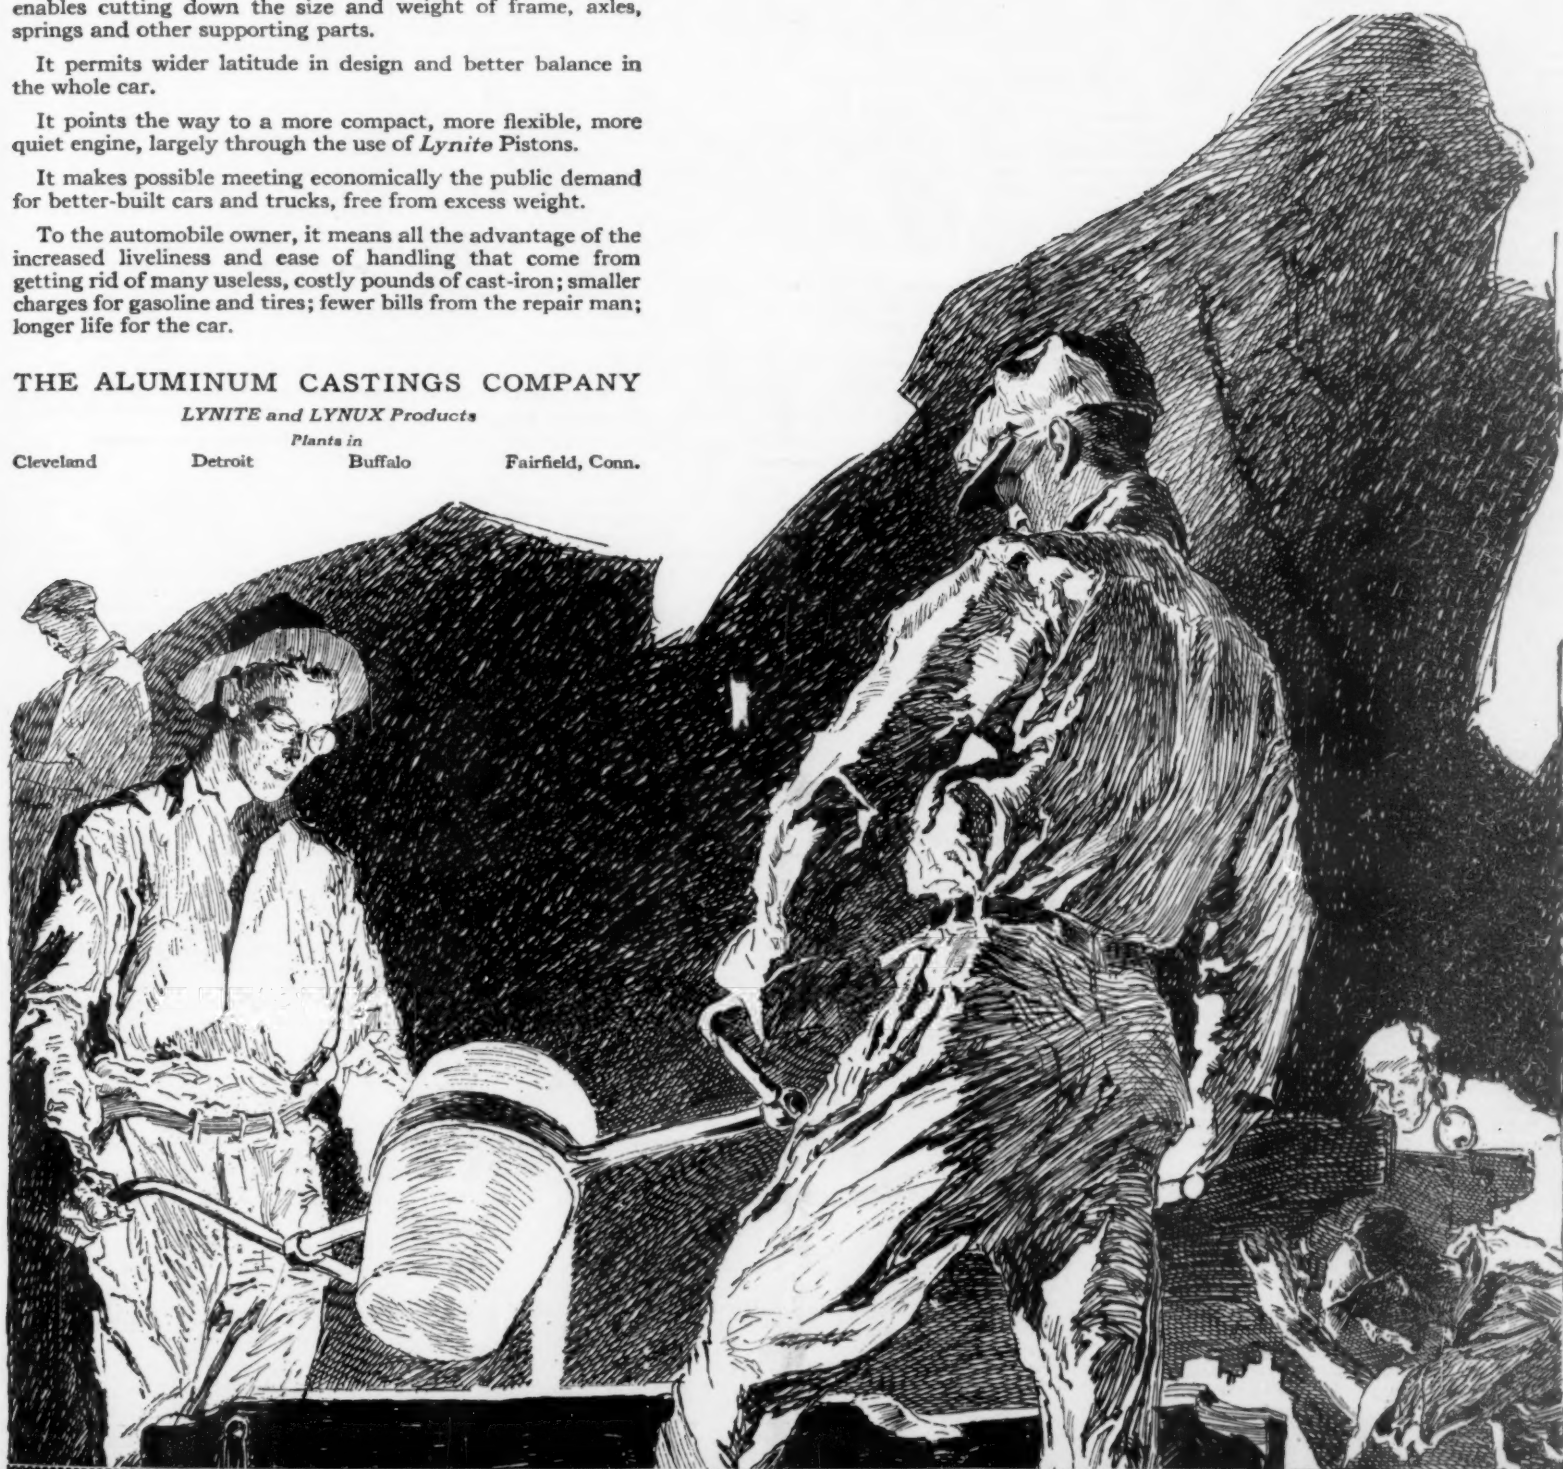 enables cutting down the size and weight of frame, axles,
springs and other supporting parts.
It permits wider latitude in design and better balance in
the whole car.
It points the way to a more compact, more flexible, more
quiet engine, largely through the use of Lynite Pistons.
It makes possible meeting economically the public demand
for better-built cars and trucks, free from excess weight.
To the automobile owner, it means all the advantage of the
increased liveliness and ease of handling that come from
getting rid of many useless, costly pounds of cast-iron; smaller
charges for gasoline and tires; fewer bills from the repair man;
longer life for the car.
THE ALUMINUM CASTINGS COMPANY
LYNITE and LYNUX Products
Plants in
Cleveland Detroit Buffalo Fairfield, Conn.